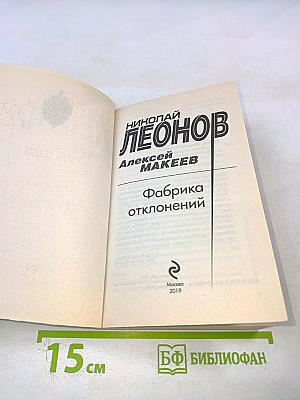 НИКОЛАЙ
ЛЕОНОВ
Алексей
МАКЕЕВ
Фабрика
отклонений
Москва
2019
15 см
БФ БИБЛИОФАН